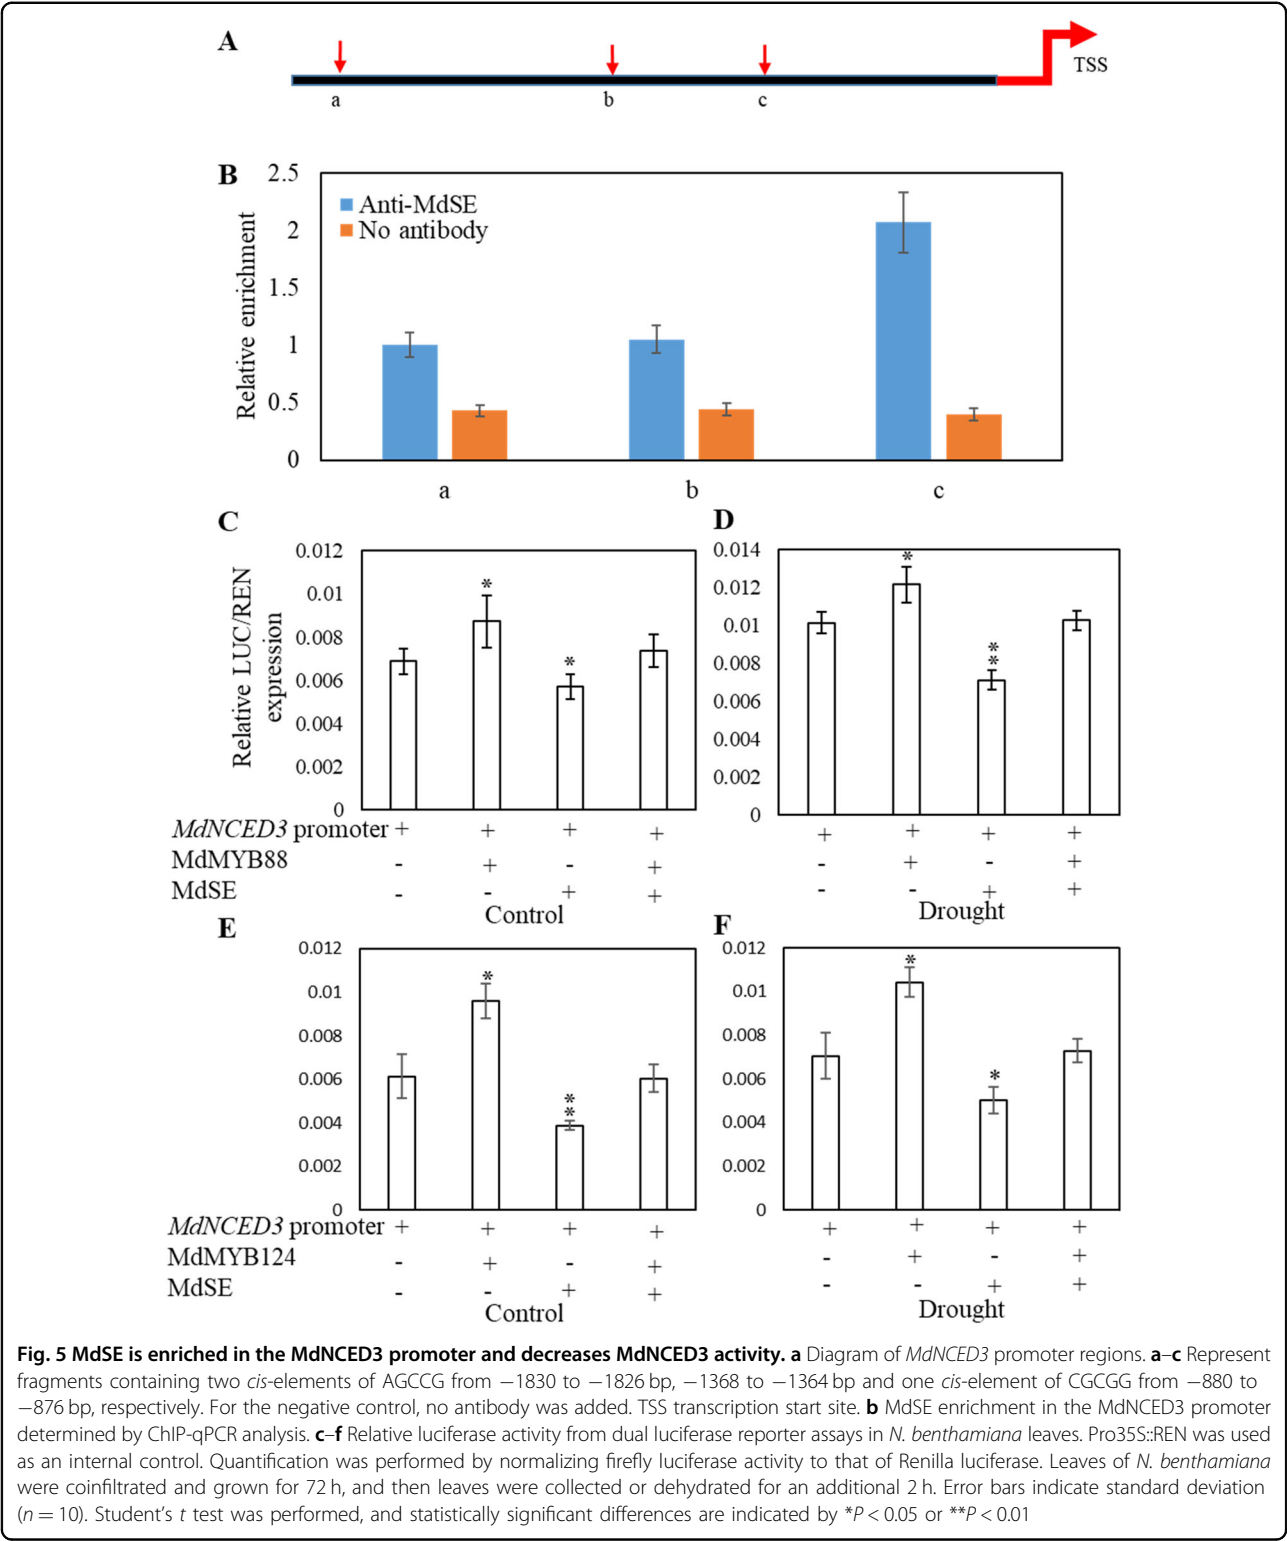 A
a b c
TSS
B
Relative enrichment
2.5
2
1.5
1
0.5
0
Anti-MdSE
No antibody
a b c
C
Relative LUC/REN
expression
0.012
0.01
0.008
0.006
0.004
0.002
0
* *
MdNCED3 promoter + + + +
MdMYB88 - + - +
MdSE - - + +
Control
D
0.014
0.012
0.01
0.008
0.006
0.004
0.002
0
* **
+ + + +
- + - +
- - + +
Drought
E
0.012
0.01
0.008
0.006
0.004
0.002
0
* **
MdNCED3 promoter + + + +
MdMYB124 - + - +
MdSE - - + +
Control
F
0.012
0.01
0.008
0.006
0.004
0.002
0
* *
+ + + +
- + - +
- - + +
Drought
Fig. 5 MdSE is enriched in the MdNCED3 promoter and decreases MdNCED3 activity. a Diagram of MdNCED3 promoter regions. a–c Represent
fragments containing two cis-elements of AGCCG from −1830 to −1826 bp, −1368 to −1364 bp and one cis-element of CGCGG from −880 to
−876 bp, respectively. For the negative control, no antibody was added. TSS transcription start site. b MdSE enrichment in the MdNCED3 promoter
determined by ChIP-qPCR analysis. c–f Relative luciferase activity from dual luciferase reporter assays in N. benthamiana leaves. Pro35S::REN was used
as an internal control. Quantification was performed by normalizing firefly luciferase activity to that of Renilla luciferase. Leaves of N. benthamiana
were coinfiltrated and grown for 72 h, and then leaves were collected or dehydrated for an additional 2 h. Error bars indicate standard deviation
(n = 10). Student's t test was performed, and statistically significant differences are indicated by *P < 0.05 or **P < 0.01